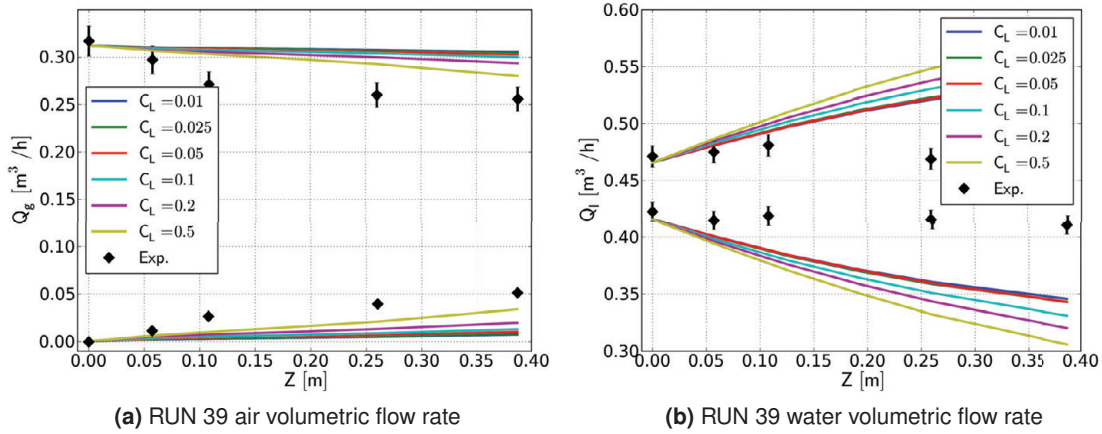 Q_g [m^3/h]
0.30
0.25
0.20
0.15
0.10
0.05
0.00
C_L = 0.01
C_L = 0.025
C_L = 0.05
C_L = 0.1
C_L = 0.2
C_L = 0.5
Exp.
0.00 0.05 0.10 0.15 0.20 0.25 0.30 0.35 0.40
Z [m]
(a) RUN 39 air volumetric flow rate
Q_l [m^3/h]
0.60
0.55
0.50
0.45
0.40
0.35
0.30
C_L = 0.01
C_L = 0.025
C_L = 0.05
C_L = 0.1
C_L = 0.2
C_L = 0.5
Exp.
0.00 0.05 0.10 0.15 0.20 0.25 0.30 0.35 0.40
Z [m]
(b) RUN 39 water volumetric flow rate